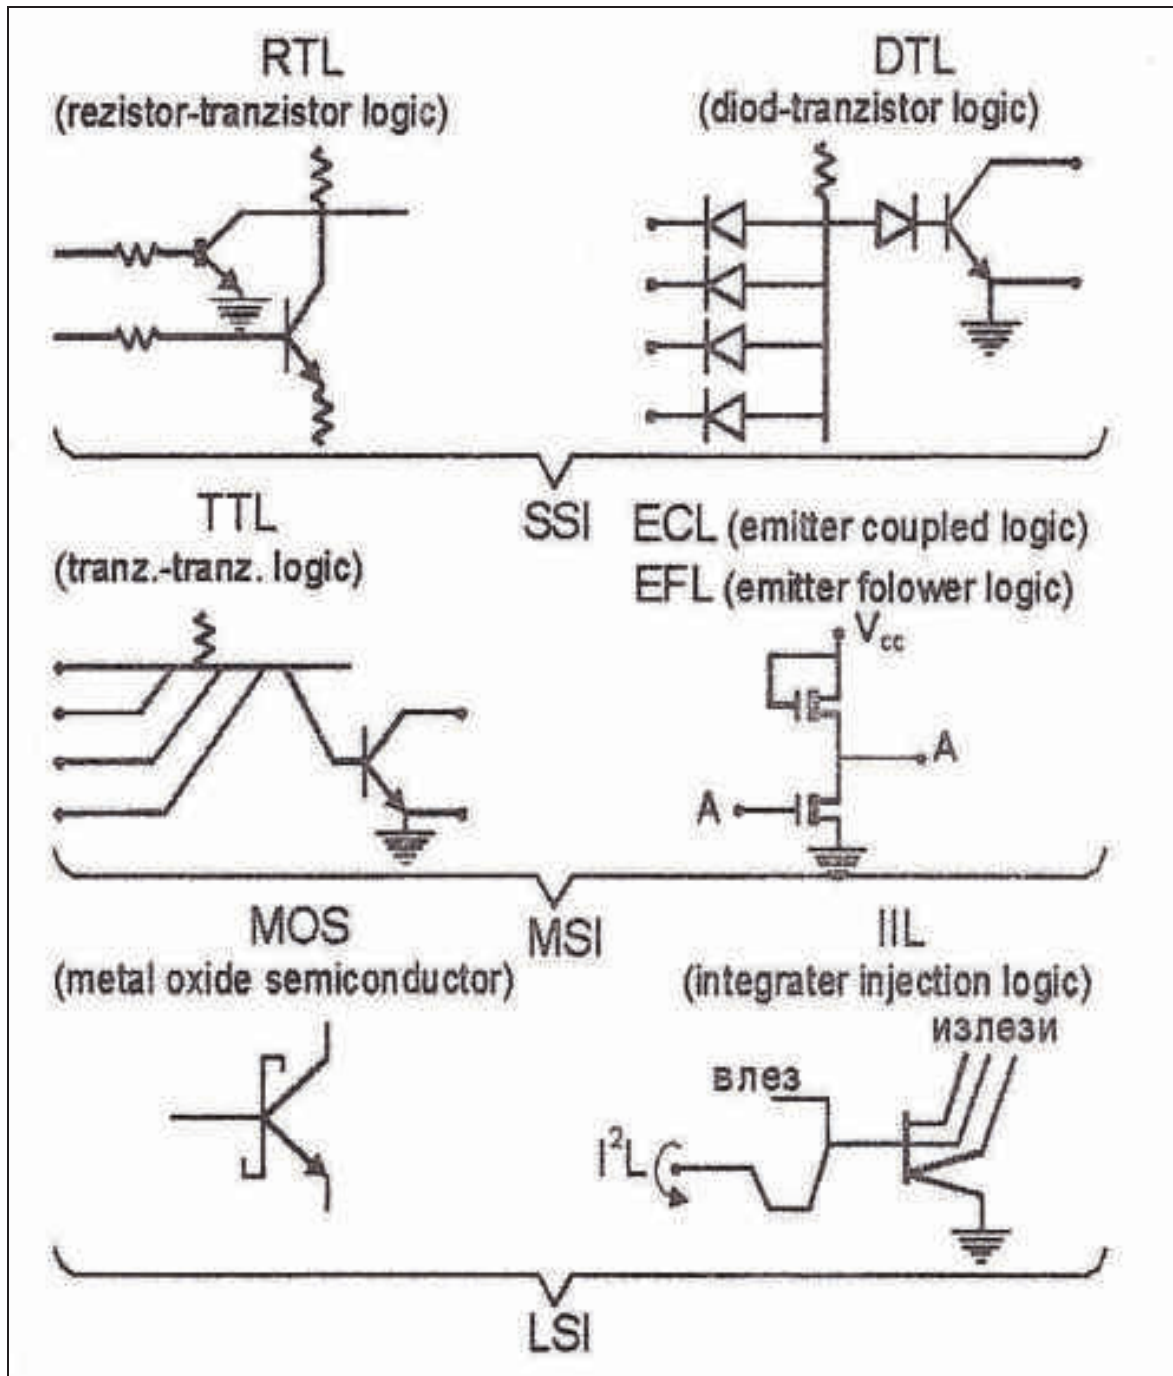 RTL
(rezistor-tranzistor logic)
DTL
(diod-tranzistor logic)
SSI
TTL
(tranz.-tranz. logic)
ECL (emitter coupled logic)
EFL (emitter folower logic)
Vcc
A
A
MSI
MOS
(metal oxide semiconductor)
IIL
(integrater injection logic)
излези
влез
I²L
LSI